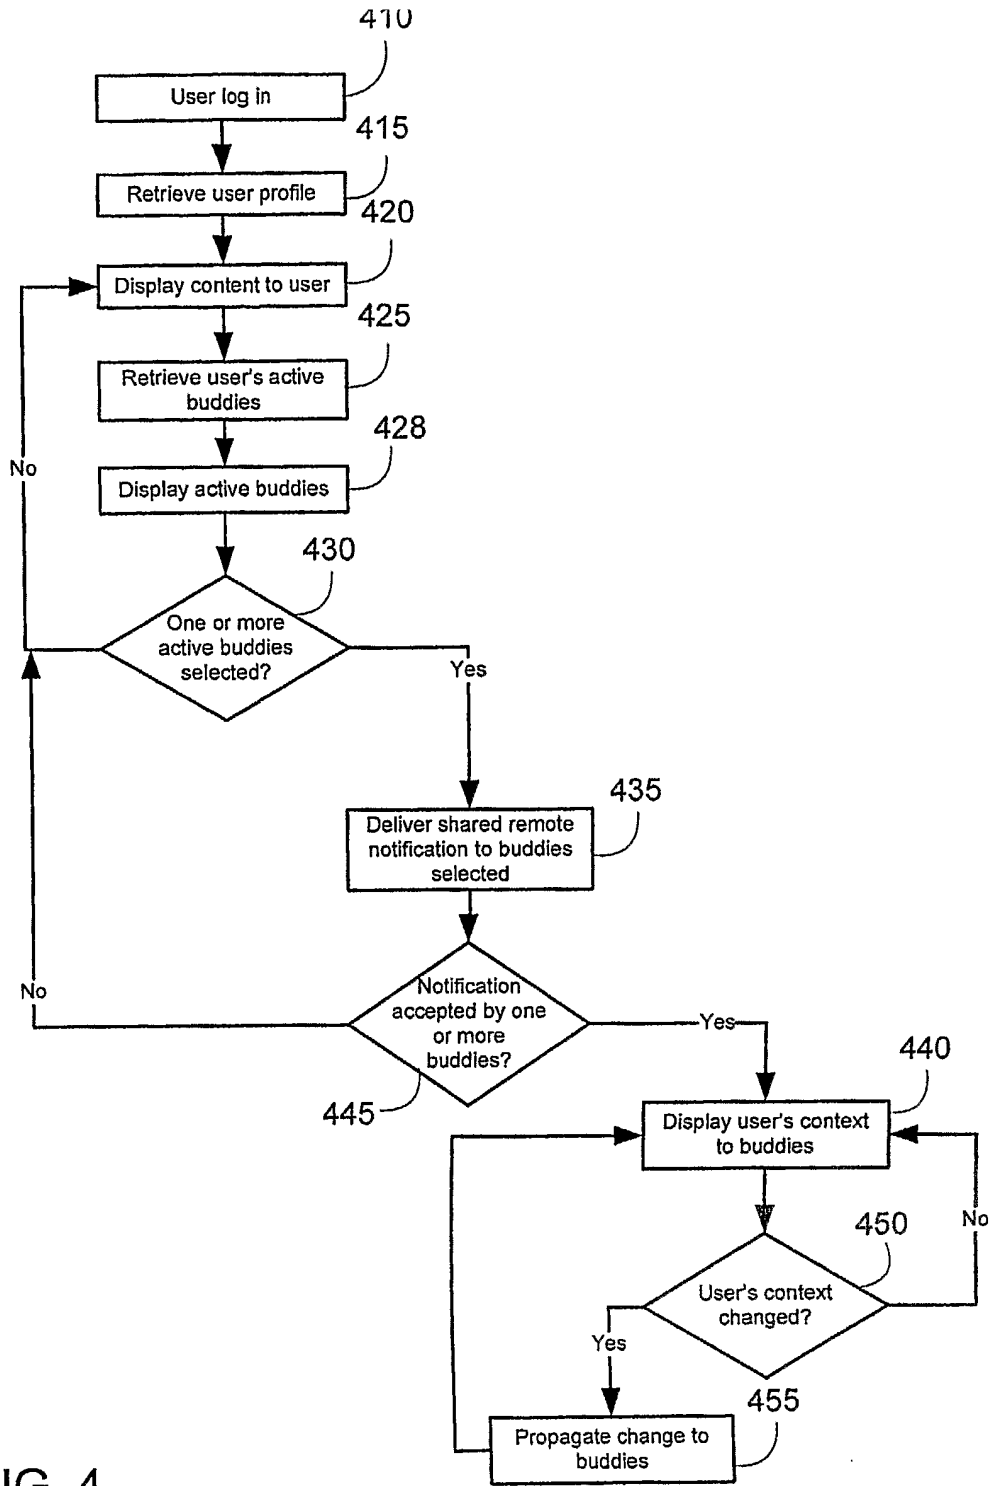 410
User log in
415
Retrieve user profile
420
Display content to user
425
Retrieve user's active
buddies
428
No
Display active buddies
430
One or more
active buddies
selected?
Yes
435
Deliver shared remote
notification to buddies
selected
No
Notification
accepted by one
or more
buddies?
Yes
445
440
Display user's context
to buddies
450
No
User's context
changed?
Yes
455
Propagate change to
buddies
IG. 4